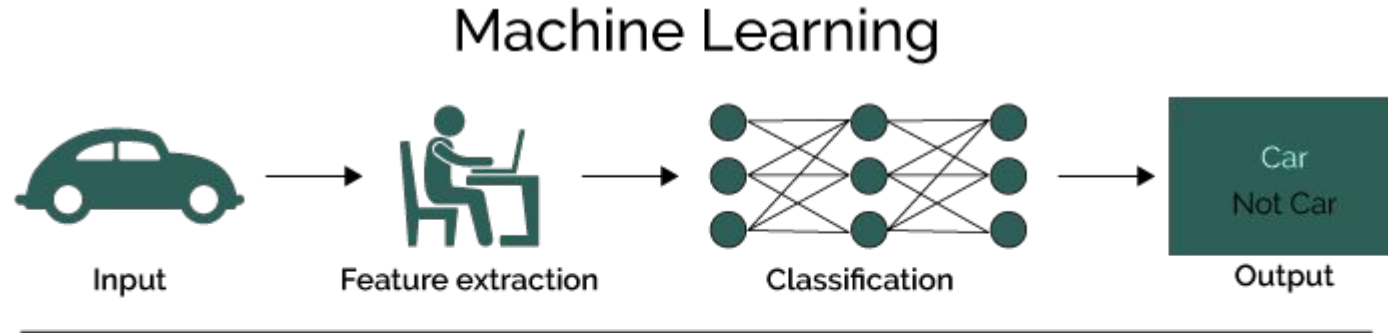 Machine Learning
Car
Not Car
Input
Feature extraction
Classification
Output